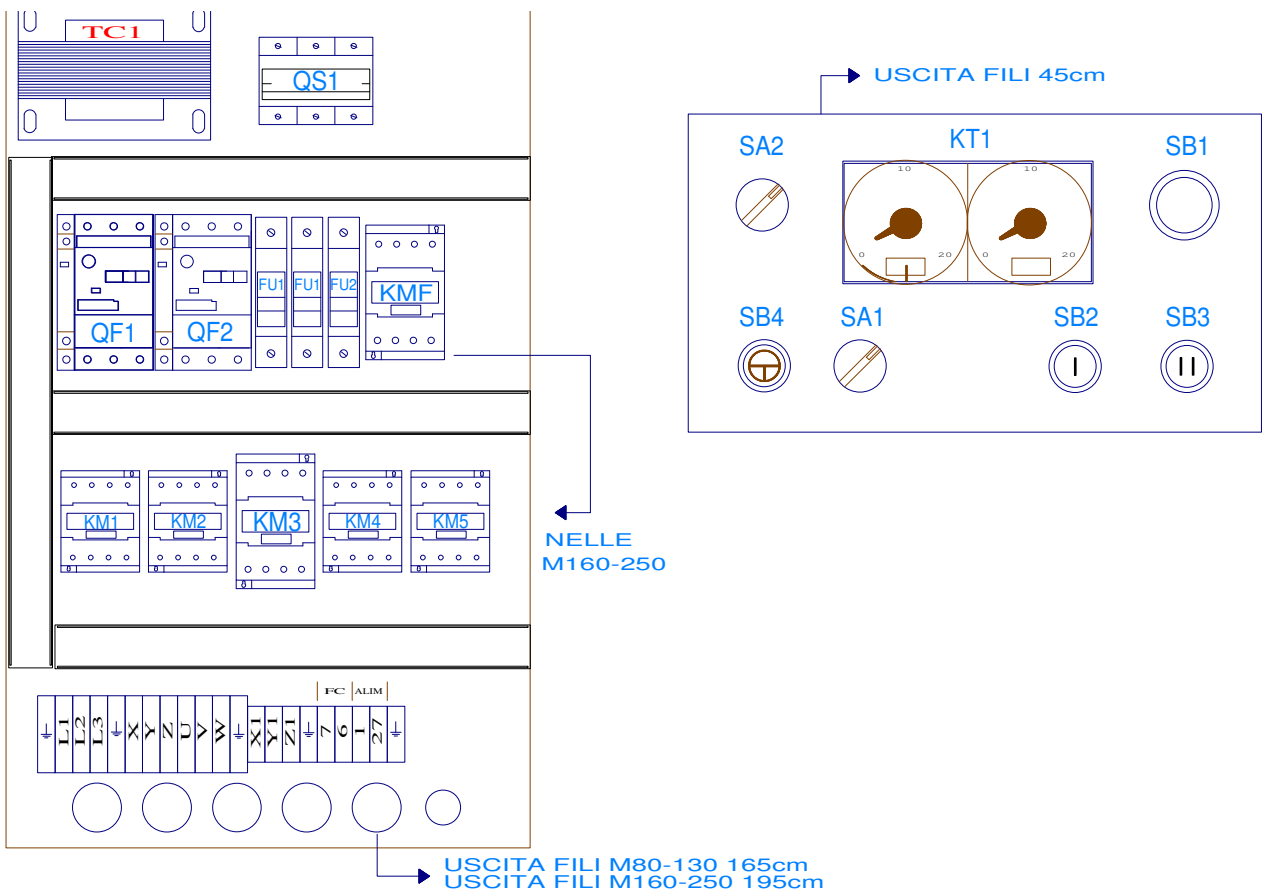 TC1
QS1
QF1
QF2
FU1
FU1
FU2
KMF
KM1
KM2
KM3
KM4
KM5
NELLE
M160-250
FC
ALIM
L1
L2
L3
X
Y
Z
U
V
W
X1
Y1
Z1
7
6
1
27
USCITA FILI M80-130 165cm
USCITA FILI M160-250 195cm
USCITA FILI 45cm
SA2
KT1
SB1
10
0
20
10
0
20
SB4
SA1
SB2
SB3
I
II